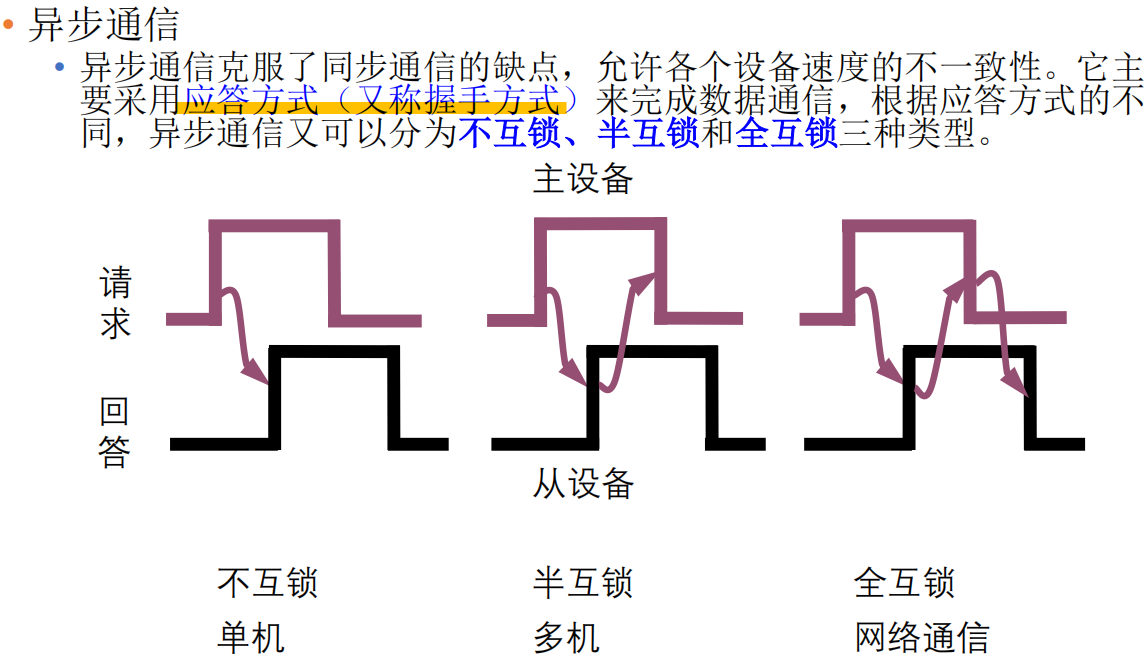 异步通信
异步通信克服了同步通信的缺点，允许各个设备速度的不一致性。它主
要采用应答方式（又称握手方式）来完成数据通信，根据应答方式的不
同，异步通信又可以分为不互锁、半互锁和全互锁三种类型。
主设备
请
求
回
答
从设备
不互锁 半互锁 全互锁
单机 多机 网络通信